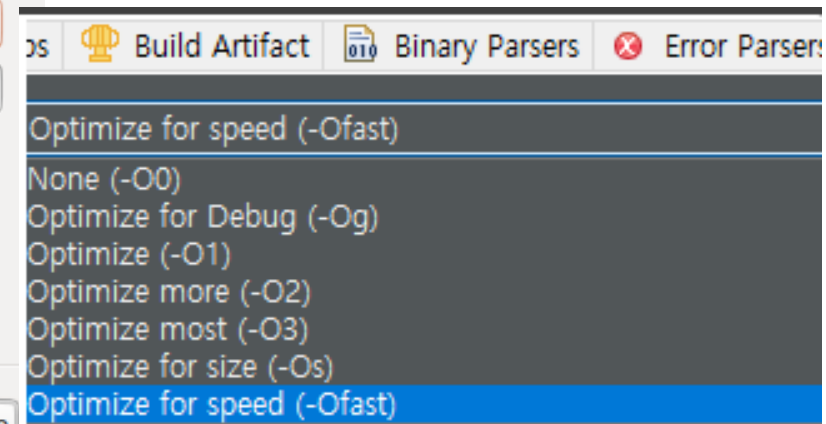 Build Artifact Binary Parsers Error Parsers
Optimize for speed (-Ofast)
None (-O0)
Optimize for Debug (-Og)
Optimize (-O1)
Optimize more (-O2)
Optimize most (-O3)
Optimize for size (-Os)
Optimize for speed (-Ofast)